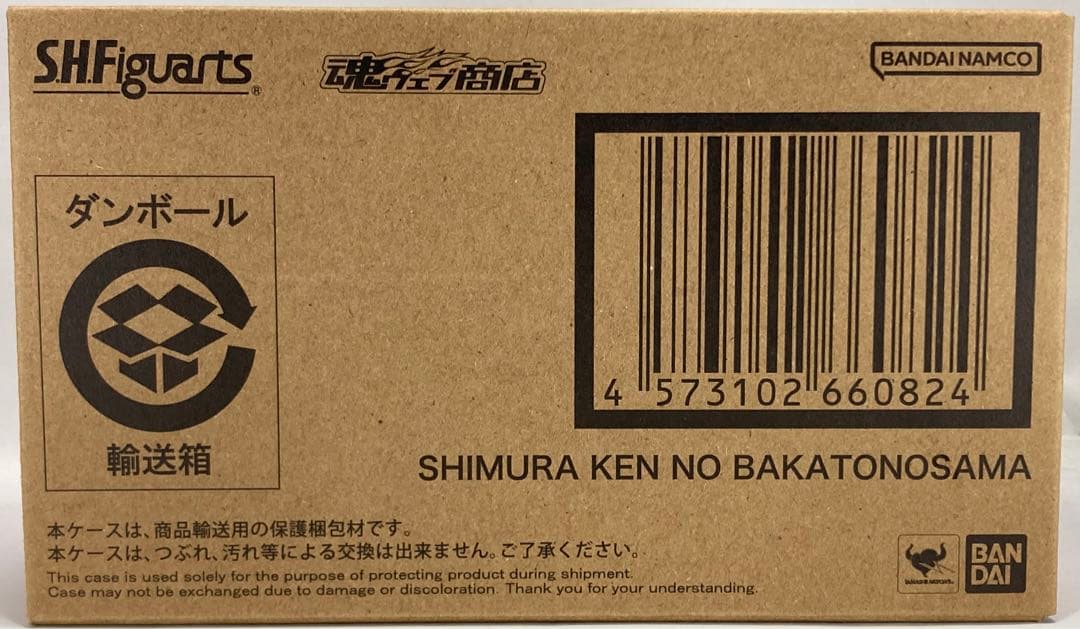 S.H.Figuarts®
魂ウェブ商店
BANDAI NAMCO
ダンボール
輸送箱
4 573102 660824
SHIMURA KEN NO BAKATONOSAMA
本ケースは、商品輸送用の保護梱包材です。
本ケースは、つぶれ、汚れ等による交換は出来ません。ご了承ください。
This case is used solely for the purpose of protecting product during shipment.
Case may not be exchanged due to damage or discoloration. Thank you for your understanding.
TAMASHII NATIONS
BAN
DAI